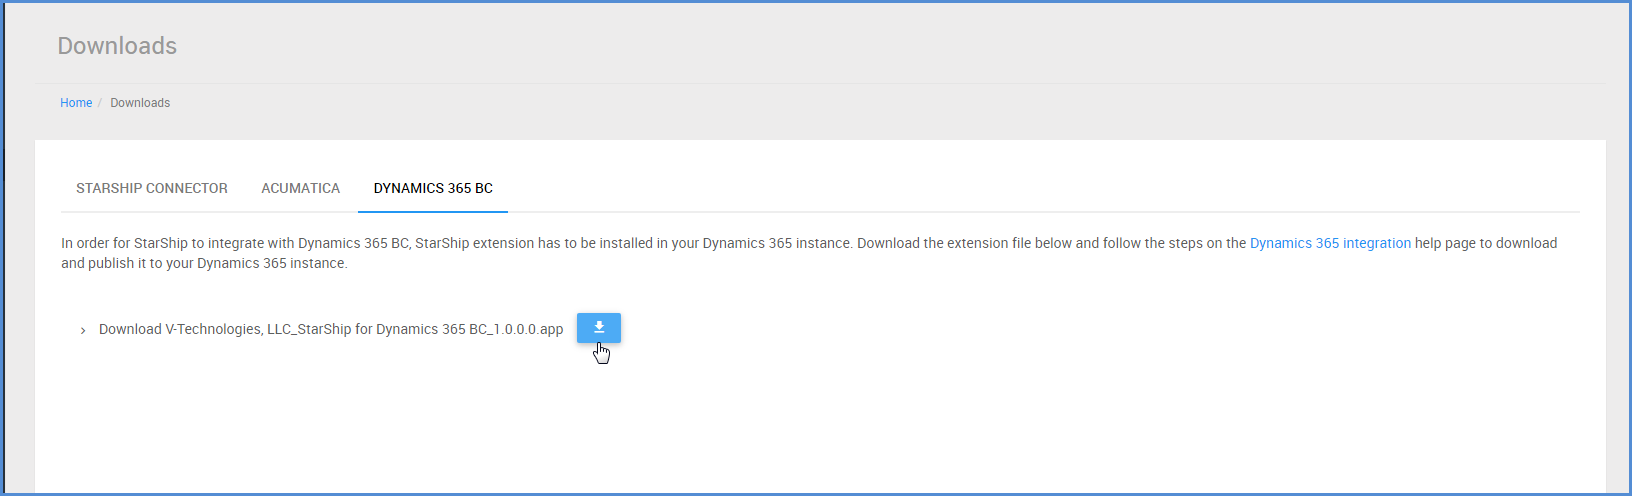 Downloads
Home / Downloads
STARSHIP CONNECTOR ACUMATICA DYNAMICS 365 BC
In order for StarShip to integrate with Dynamics 365 BC, StarShip extension has to be installed in your Dynamics 365 instance. Download the extension file below and follow the steps on the Dynamics 365 integration help page to download
and publish it to your Dynamics 365 instance.
Download V-Technologies, LLC_StarShip for Dynamics 365 BC_1.0.0.0.app